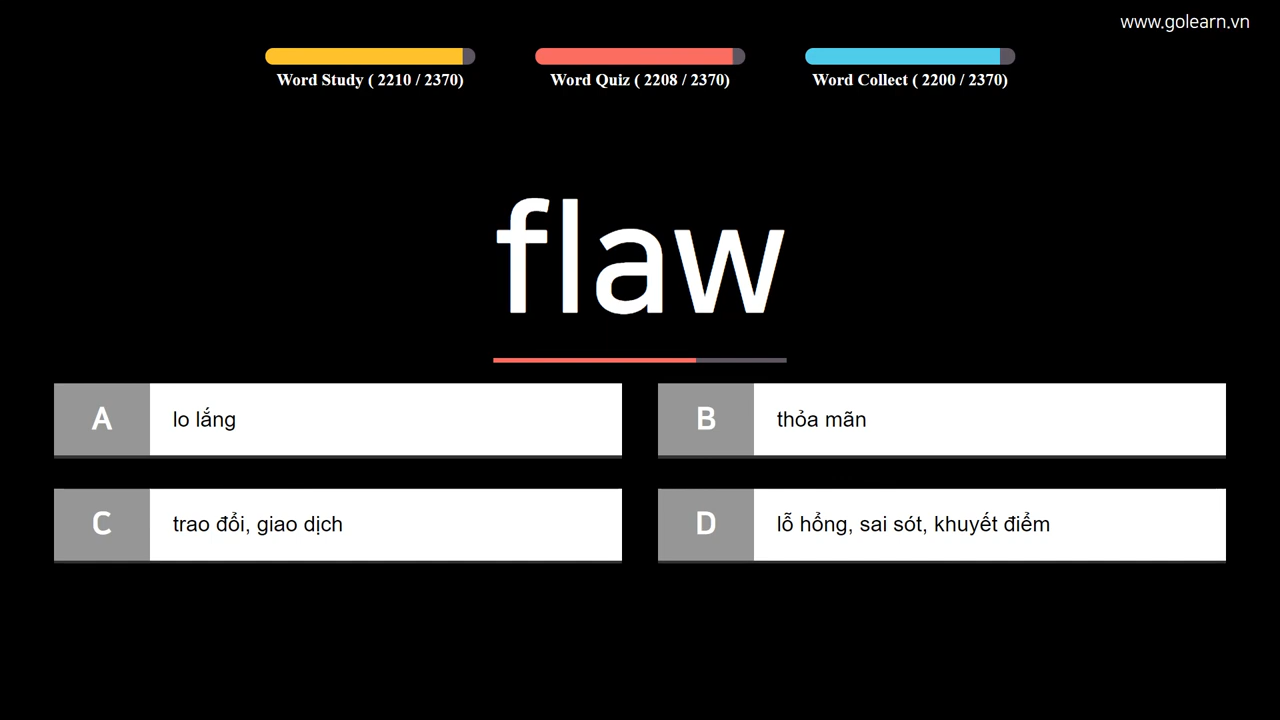 www.golearn.vn
Word Study ( 2210 / 2370)
Word Quiz ( 2208 / 2370)
Word Collect ( 2200 / 2370)
flaw
A
lo lắng
B
thỏa mãn
C
trao đổi, giao dịch
D
lỗ hổng, sai sót, khuyết điểm